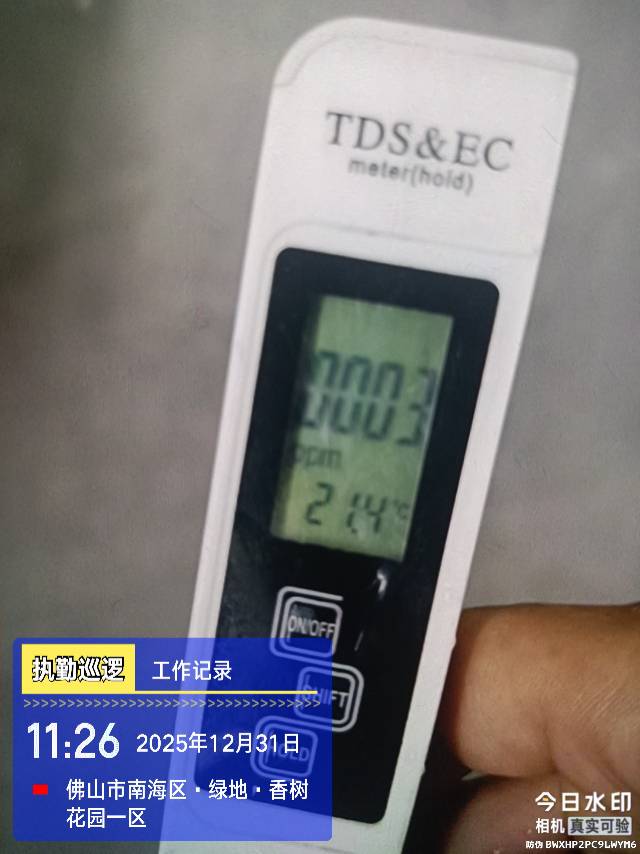 TDS&EC
meter(hold)
0003
ppm
21.4°C
ON/OFF
SHIFT
HOLD
执勤巡逻 工作记录
>>>>>>>>>>>>>>>>>>>>>>>>>>>>>>>>>>>>
11:26 2025年12月31日
佛山市南海区·绿地·香树
花园一区
今日水印
相机 真实可验
防伪 BWXHP2PC9LWYM6